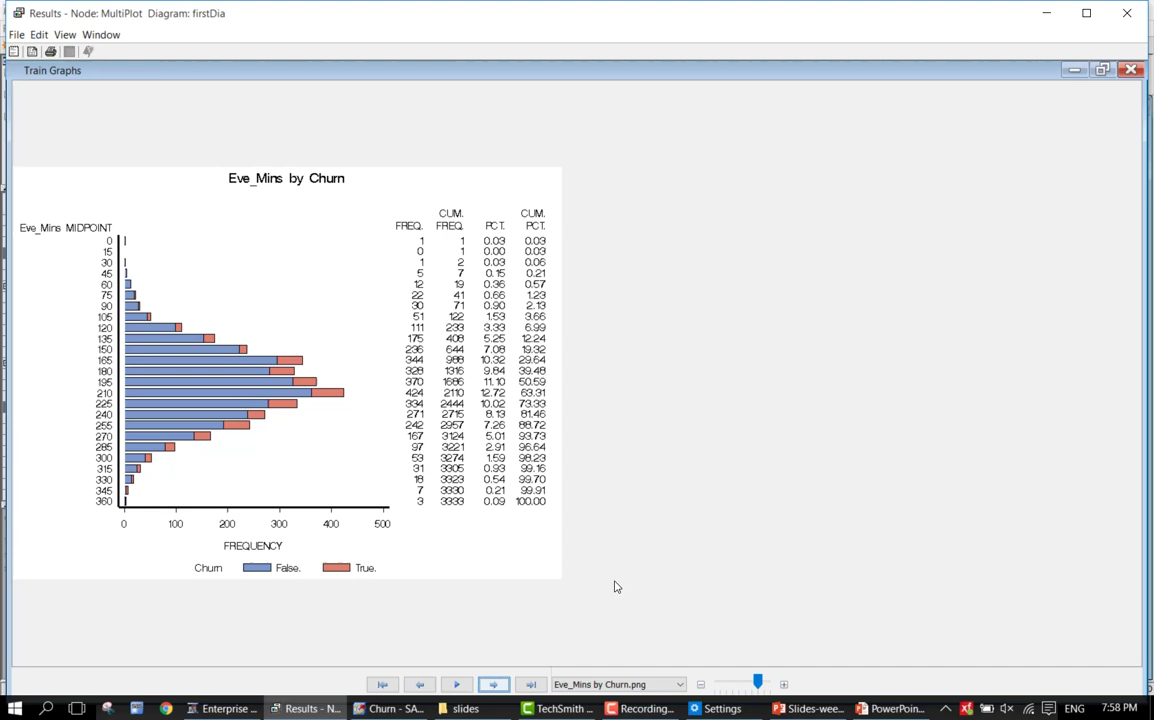 Results - Node: MultiPlot Diagram: firstDia
File Edit View Window
Train Graphs
Eve_Mins by Churn
CUM. CUM.
Eve_Mins MIDPOINT FREQ. FREQ. PCT. PCT.
0 1 1 0.03 0.03
15 0 1 0.00 0.03
30 1 2 0.03 0.06
45 5 7 0.15 0.21
60 12 19 0.36 0.57
75 22 41 0.66 1.23
90 30 71 0.90 2.13
105 51 122 1.53 3.66
120 111 233 3.33 6.99
135 175 408 5.25 12.24
150 236 644 7.08 19.32
165 344 988 10.32 29.64
180 328 1316 9.84 39.48
195 370 1686 11.10 50.59
210 424 2110 12.72 63.31
225 334 2444 10.02 73.33
240 271 2715 8.13 81.46
255 242 2957 7.26 88.72
270 167 3124 5.01 93.73
285 97 3221 2.91 96.64
300 53 3274 1.59 98.23
315 31 3305 0.93 99.16
330 18 3323 0.54 99.70
345 7 3330 0.21 99.91
360 3 3333 0.09 100.00
0 100 200 300 400 500
FREQUENCY
Churn False. True.
Eve_Mins by Churn.png
Enterprise ... Results - N... Churn - SA... slides TechSmith ... Recording... Settings Slides-wee... PowerPoin... ENG 7:58 PM